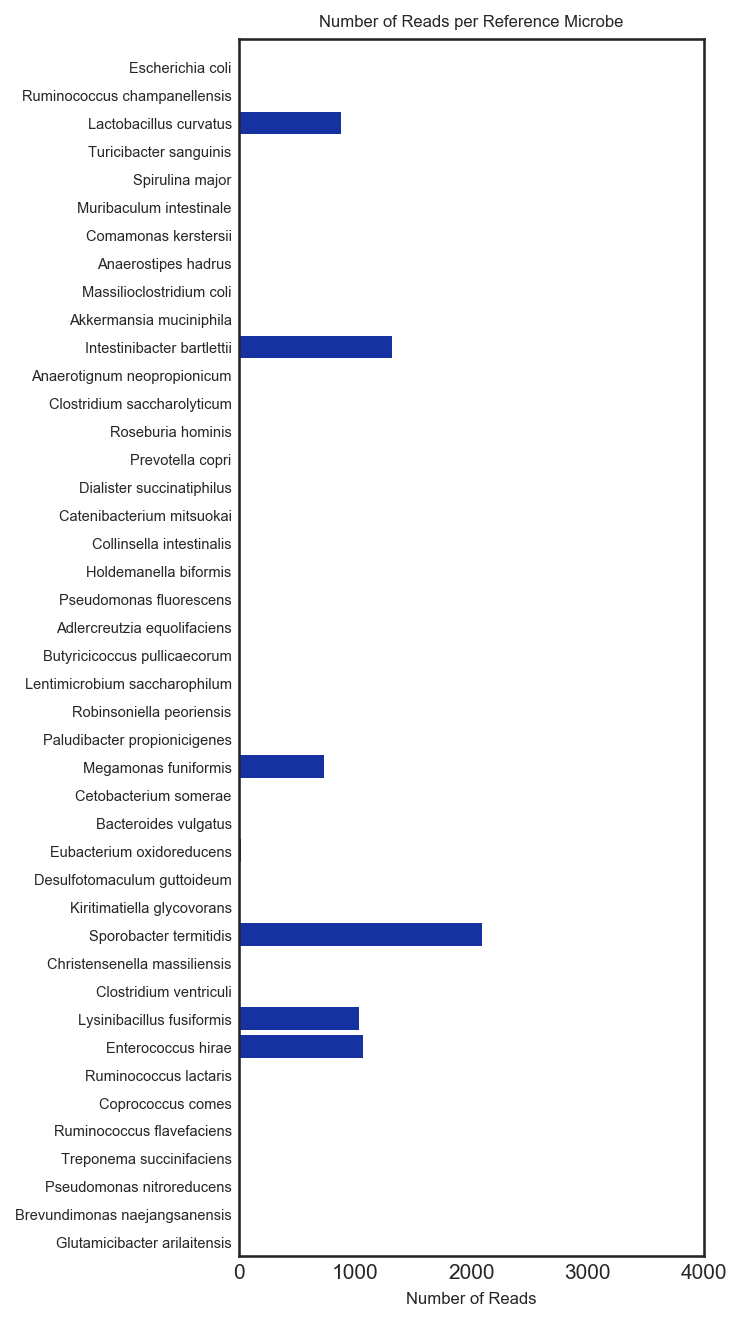 Number of Reads per Reference Microbe
Escherichia coli
Ruminococcus champanellensis
Lactobacillus curvatus
Turicibacter sanguinis
Spirulina major
Muribaculum intestinale
Comamonas kerstersii
Anaerostipes hadrus
Massilioclostridium coli
Akkermansia muciniphila
Intestinibacter bartlettii
Anaerotignum neopropionicum
Clostridium saccharolyticum
Roseburia hominis
Prevotella copri
Dialister succinatiphilus
Catenibacterium mitsuokai
Collinsella intestinalis
Holdemanella biformis
Pseudomonas fluorescens
Adlercreutzia equolifaciens
Butyricicoccus pullicaecorum
Lentimicrobium saccharophilum
Robinsoniella peoriensis
Paludibacter propionicigenes
Megamonas funiformis
Cetobacterium somerae
Bacteroides vulgatus
Eubacterium oxidoreducens
Desulfotomaculum guttoideum
Kiritimatiella glycovorans
Sporobacter termitidis
Christensenella massiliensis
Clostridium ventriculi
Lysinibacillus fusiformis
Enterococcus hirae
Ruminococcus lactaris
Coprococcus comes
Ruminococcus flavefaciens
Treponema succinifaciens
Pseudomonas nitroreducens
Brevundimonas naejangsanensis
Glutamicibacter arilaitensis
0 1000 2000 3000 4000
Number of Reads